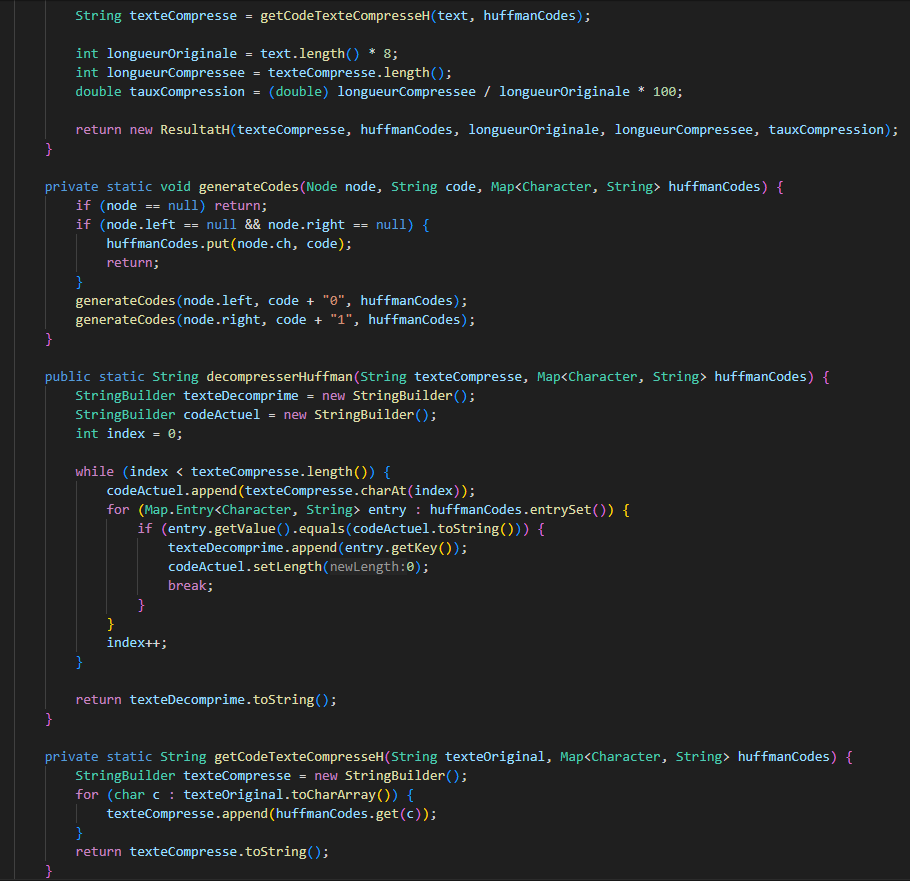 String texteCompresse = getCodeTexteCompresseH(text, huffmanCodes);
int longueurOriginale = text.length() * 8;
int longueurCompressee = texteCompresse.length();
double tauxCompression = (double) longueurCompressee / longueurOriginale * 100;
return new ResultatH(texteCompresse, huffmanCodes, longueurOriginale, longueurCompressee, tauxCompression);
}
private static void generateCodes(Node node, String code, Map<Character, String> huffmanCodes) {
if (node == null) return;
if (node.left == null && node.right == null) {
huffmanCodes.put(node.ch, code);
return;
}
generateCodes(node.left, code + "0", huffmanCodes);
generateCodes(node.right, code + "1", huffmanCodes);
}
public static String decompresserHuffman(String texteCompresse, Map<Character, String> huffmanCodes) {
StringBuilder texteDecomprime = new StringBuilder();
StringBuilder codeActuel = new StringBuilder();
int index = 0;
while (index < texteCompresse.length()) {
codeActuel.append(texteCompresse.charAt(index));
for (Map.Entry<Character, String> entry : huffmanCodes.entrySet()) {
if (entry.getValue().equals(codeActuel.toString())) {
texteDecomprime.append(entry.getKey());
codeActuel.setLength(newLength:0);
break;
}
}
index++;
}
return texteDecomprime.toString();
}
private static String getCodeTexteCompresseH(String texteOriginal, Map<Character, String> huffmanCodes) {
StringBuilder texteCompresse = new StringBuilder();
for (char c : texteOriginal.toCharArray()) {
texteCompresse.append(huffmanCodes.get(c));
}
return texteCompresse.toString();
}